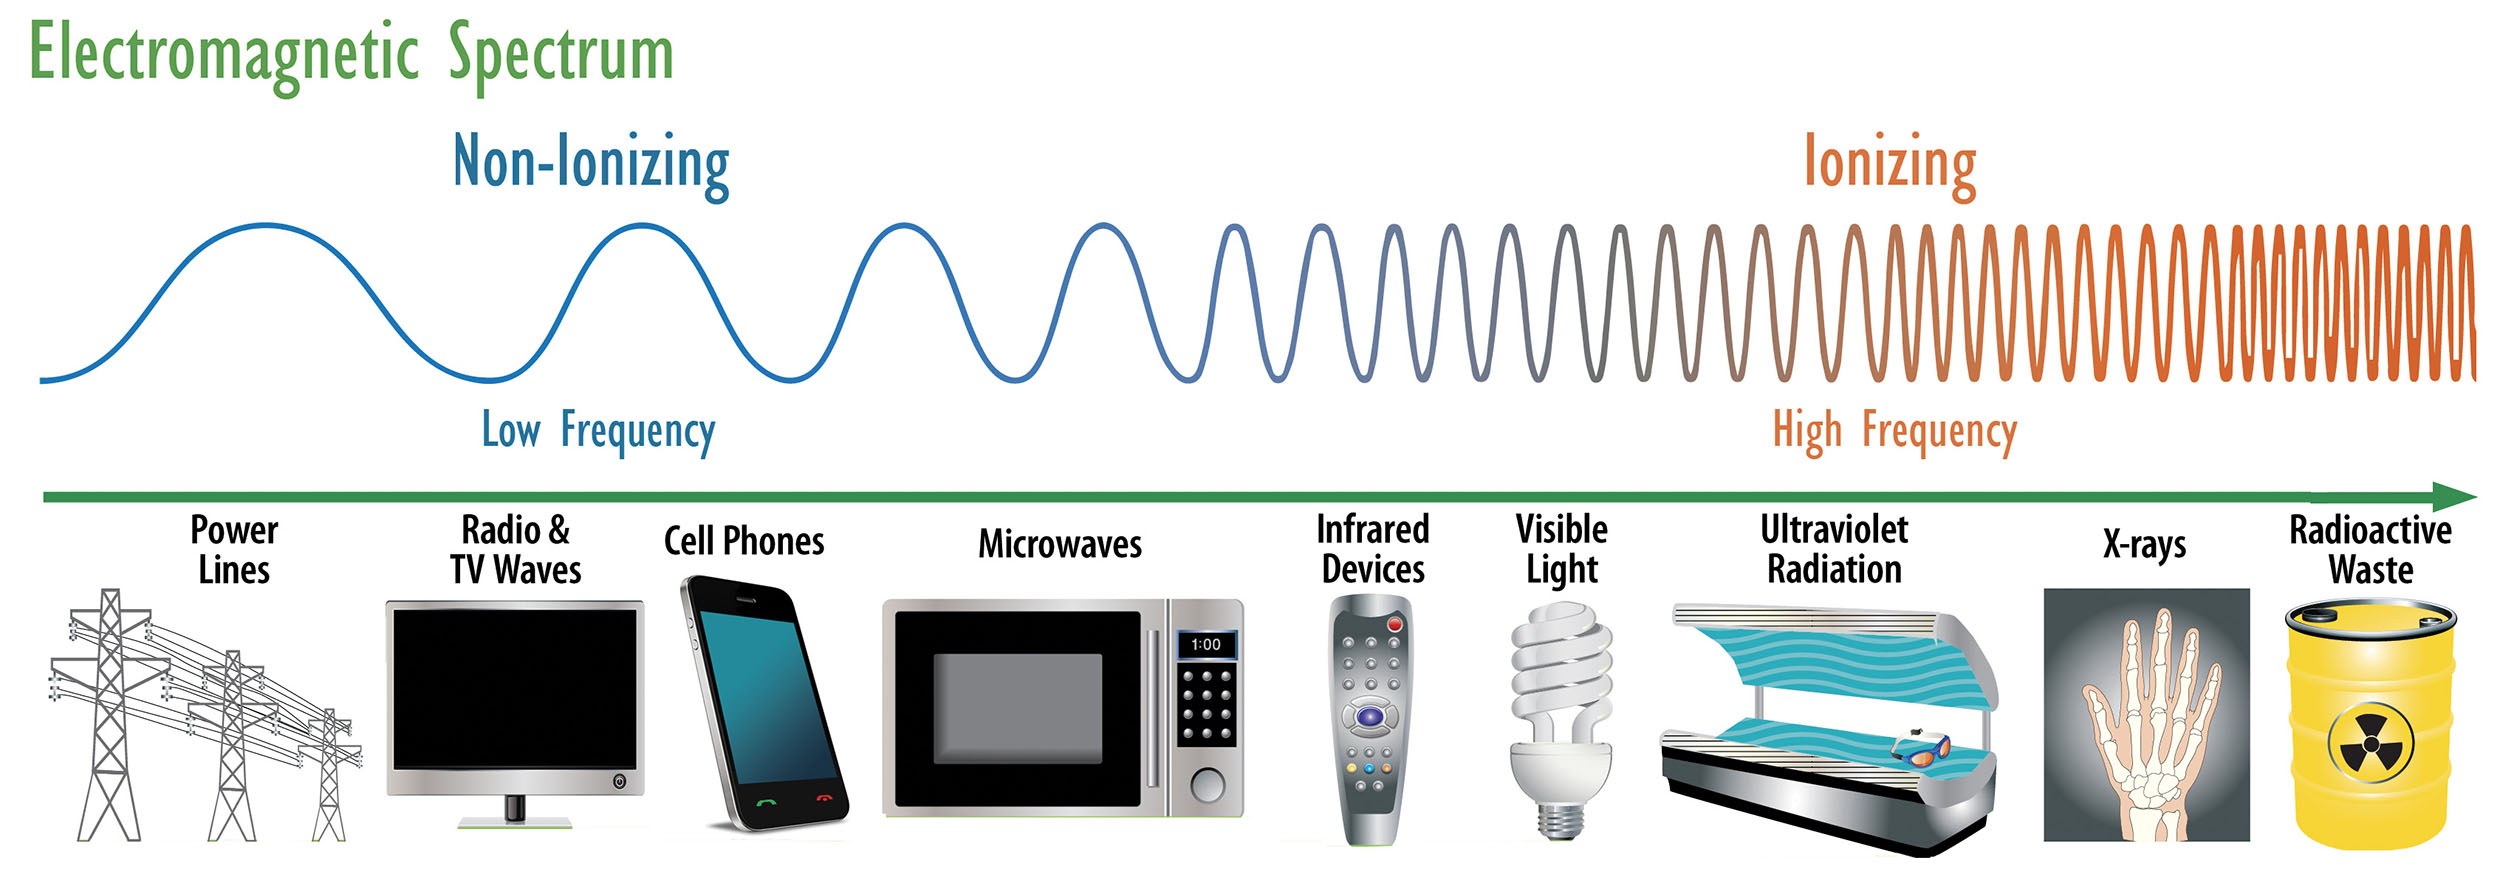 Electromagnetic Spectrum
Non-Ionizing
Ionizing
Low Frequency
High Frequency
Power
Lines
Radio &
TV Waves
Cell Phones
Microwaves
Infrared
Devices
Visible
Light
Ultraviolet
Radiation
X-rays
Radioactive
Waste
1:00